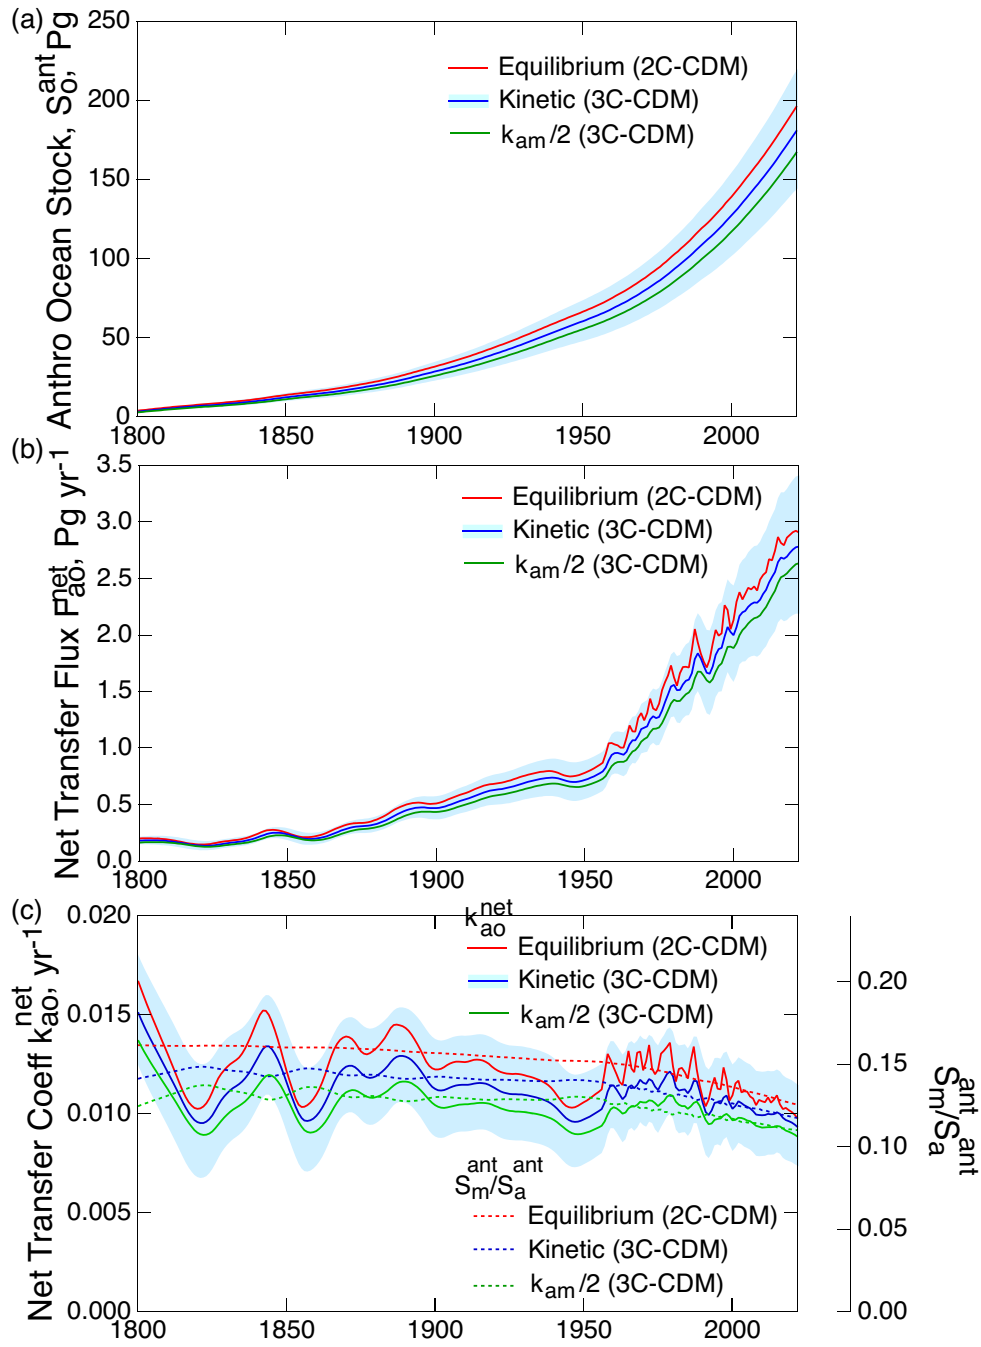 (a)
Anthro Ocean Stock, S_o^ant, Pg
250
200
150
100
50
0
Equilibrium (2C-CDM)
Kinetic (3C-CDM)
k_am/2 (3C-CDM)
1800 1850 1900 1950 2000
(b)
Net Transfer Flux F_ao^net, Pg yr^-1
3.5
3.0
2.5
2.0
1.5
1.0
0.5
0.0
Equilibrium (2C-CDM)
Kinetic (3C-CDM)
k_am/2 (3C-CDM)
1800 1850 1900 1950 2000
(c)
Net Transfer Coeff k_ao^net, yr^-1
0.020
0.015
0.010
0.005
0.000
k_ao^net
Equilibrium (2C-CDM)
Kinetic (3C-CDM)
k_am/2 (3C-CDM)
S_m^ant/S_a^ant
Equilibrium (2C-CDM)
Kinetic (3C-CDM)
k_am/2 (3C-CDM)
1800 1850 1900 1950 2000
0.20
0.15
0.10
0.05
0.00
S_m^ant/S_a^ant